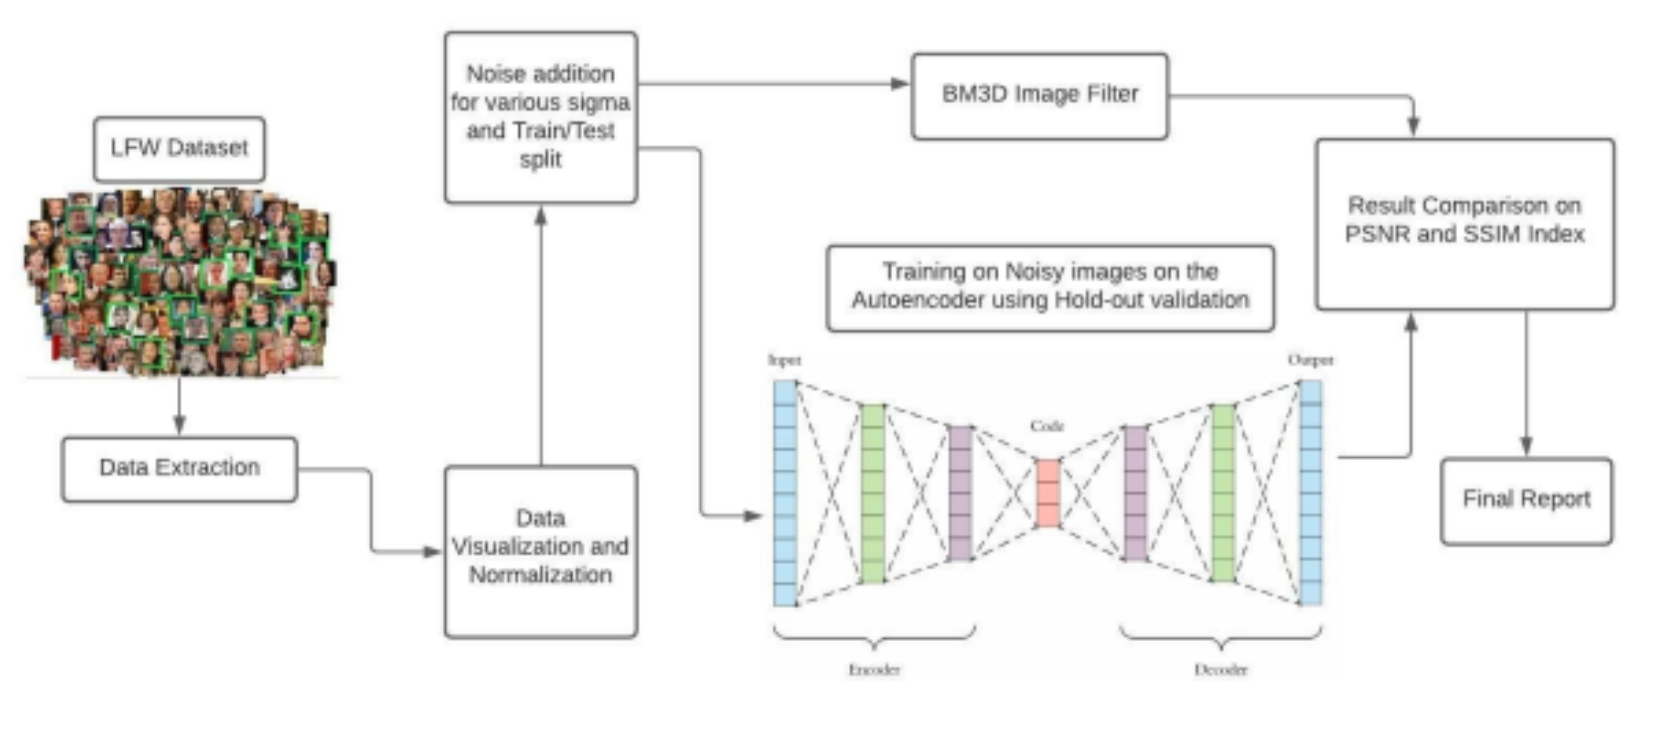 LFW Dataset
Data Extraction
Data
Visualization and
Normalization
Noise addition
for various sigma
and Train/Test
split
BM3D Image Filter
Training on Noisy images on the
Autoencoder using Hold-out validation
Input
Code
Output
Encoder
Decoder
Result Comparison on
PSNR and SSIM Index
Final Report